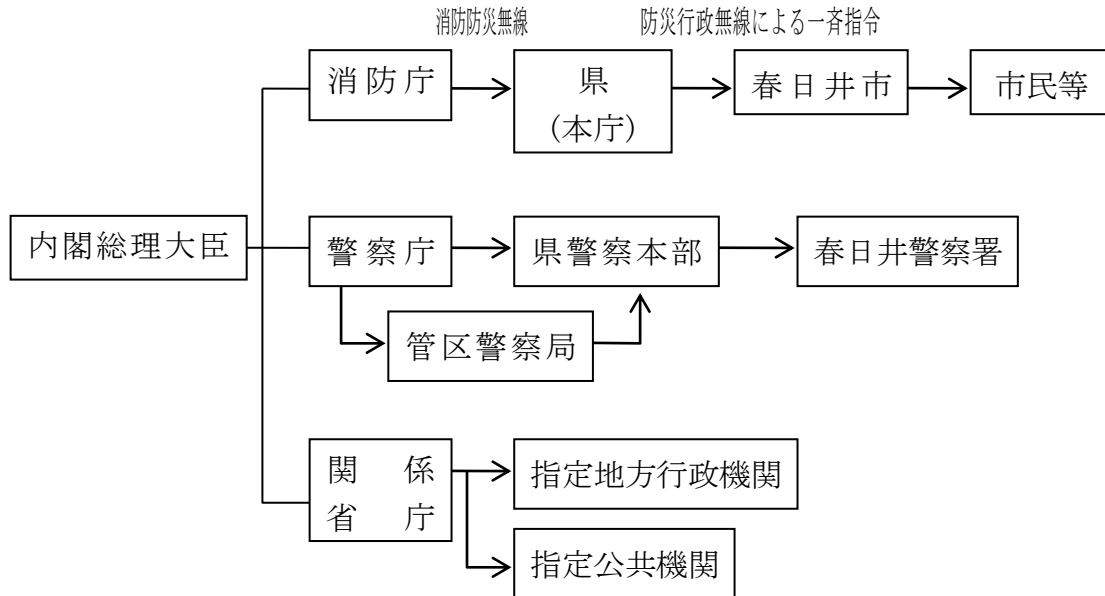 消防防災無線
防災行政無線による一斉指令
消防庁
県
(本庁)
春日井市
市民等
内閣総理大臣
警察庁
県警察本部
春日井警察署
管区警察局
関係
省庁
指定地方行政機関
指定公共機関